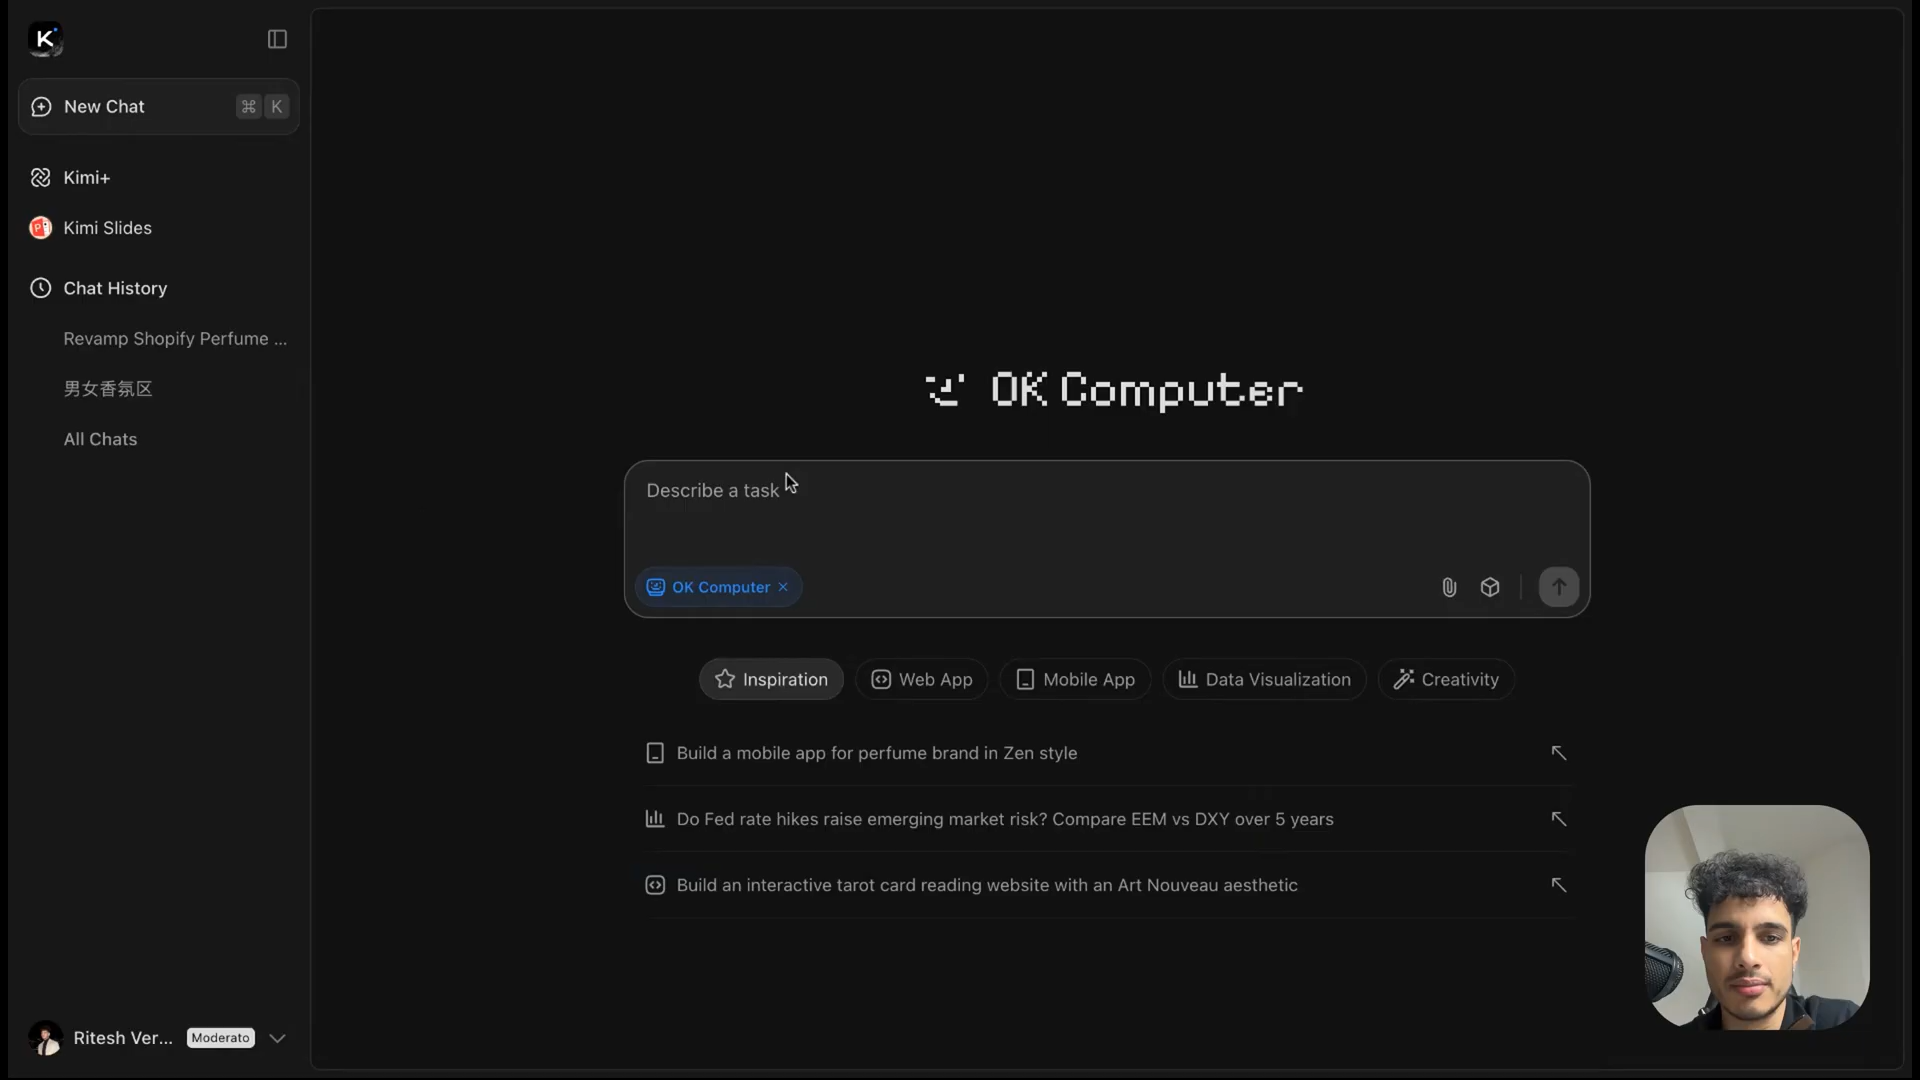 K
New Chat
⌘ K
Kimi+
Kimi Slides
Chat History
Revamp Shopify Perfume ...
男女香氛区
All Chats
Ritesh Ver...
Moderato
OK Computer
Describe a task
OK Computer ×
Inspiration
Web App
Mobile App
Data Visualization
Creativity
Build a mobile app for perfume brand in Zen style
Do Fed rate hikes raise emerging market risk? Compare EEM vs DXY over 5 years
Build an interactive tarot card reading website with an Art Nouveau aesthetic